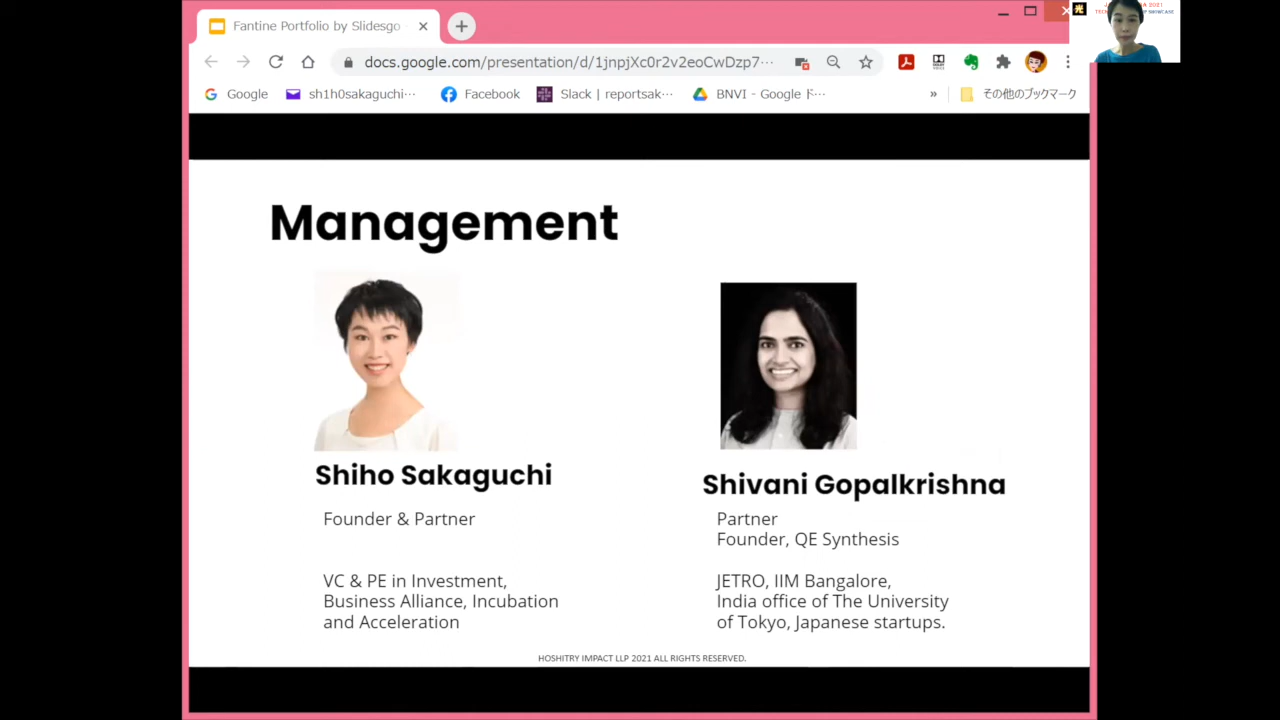 Fantine Portfolio by Slidesgo
docs.google.com/presentation/d/1jnpjXc0r2v2eoCwDzp7···
Google
sh1h0sakaguchi···
Facebook
Slack | reportsak···
BNVI - Google ド···
»
その他のブックマーク
Management
Shiho Sakaguchi
Founder & Partner
VC & PE in Investment,
Business Alliance, Incubation
and Acceleration
Shivani Gopalkrishna
Partner
Founder, QE Synthesis
JETRO, IIM Bangalore,
India office of The University
of Tokyo, Japanese startups.
HOSHITRY IMPACT LLP 2021 ALL RIGHTS RESERVED.